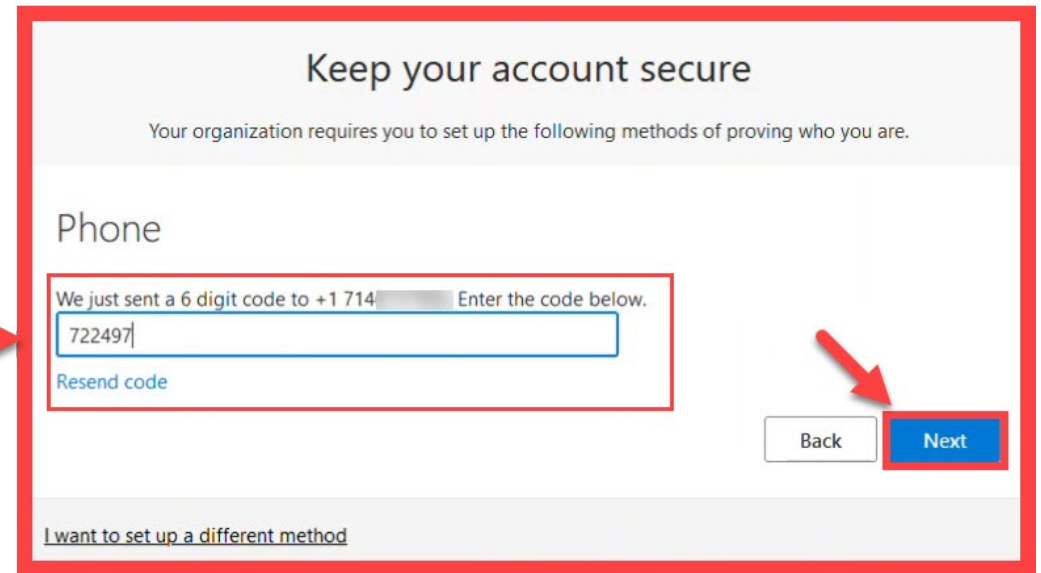 Keep your account secure
Your organization requires you to set up the following methods of proving who you are.
Phone
We just sent a 6 digit code to +1 714 Enter the code below.
722497
Resend code
Back Next
I want to set up a different method